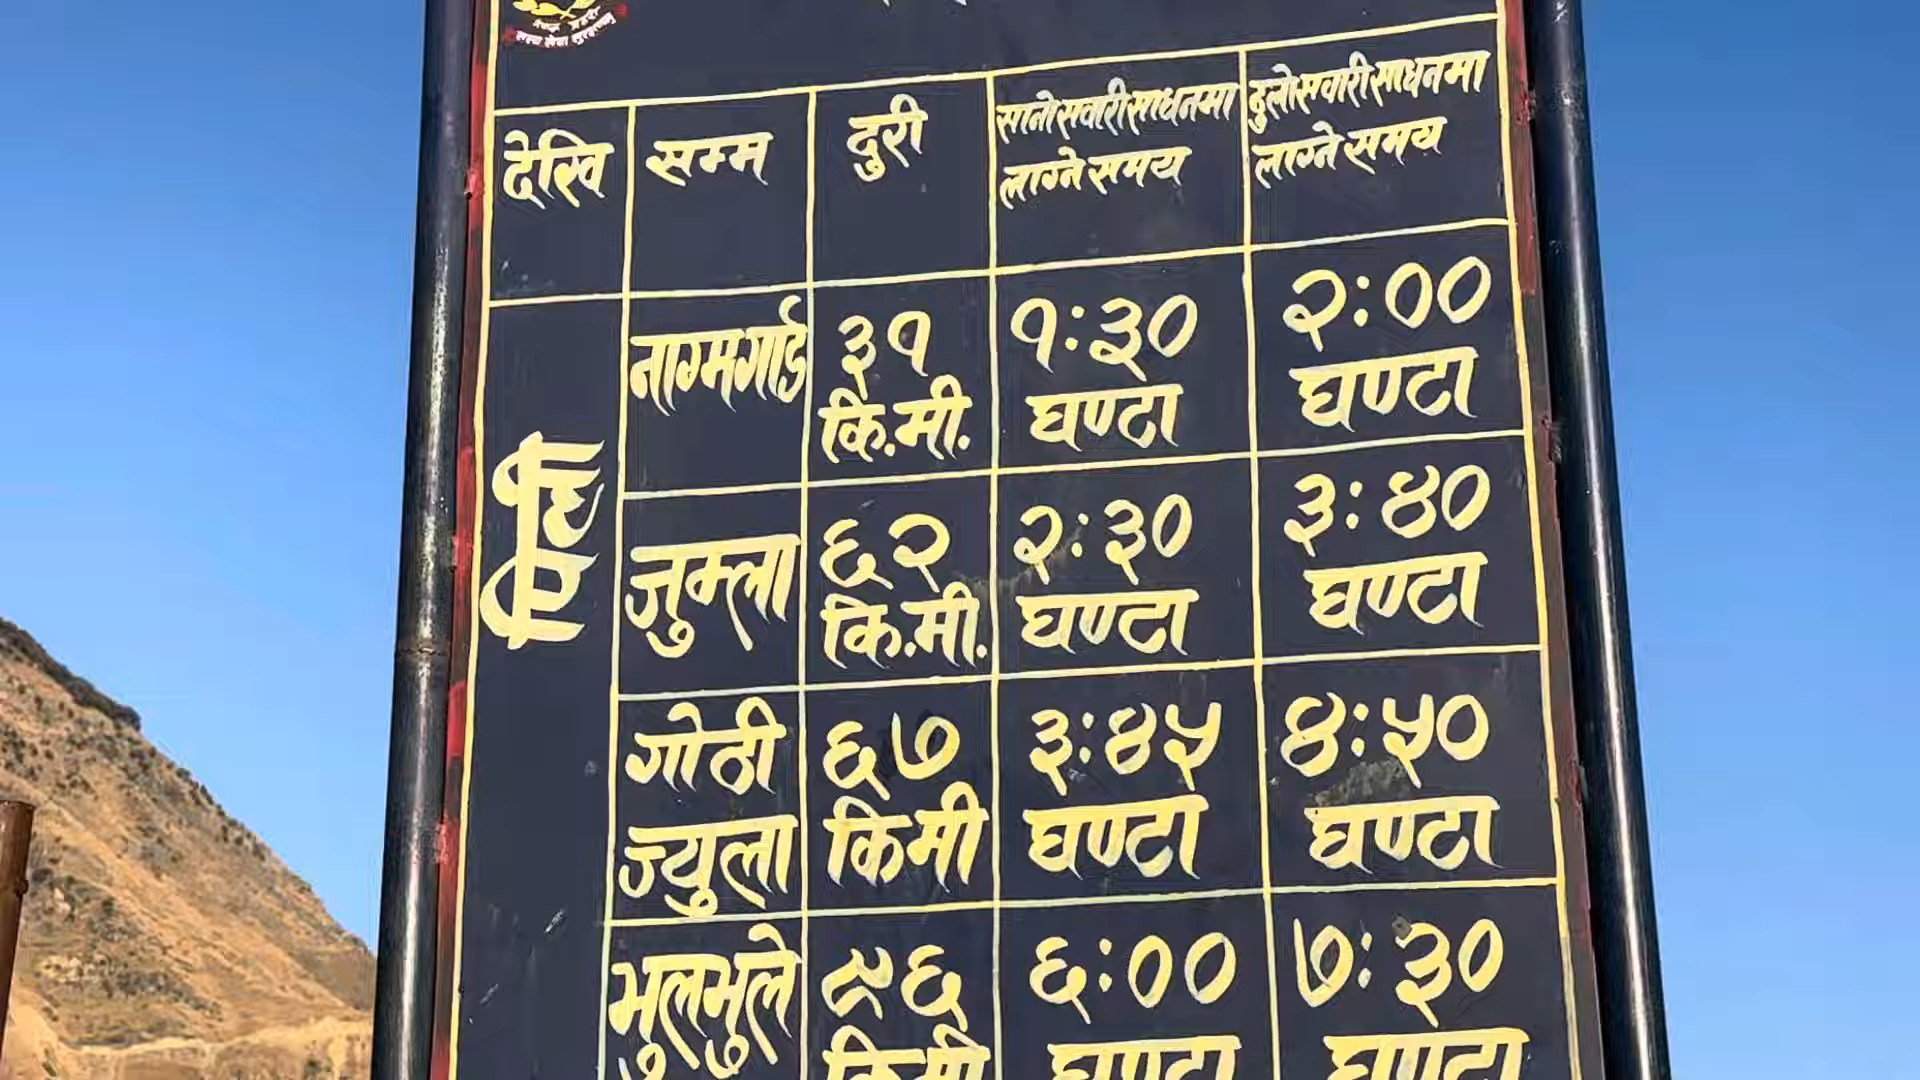 देखि सम्म दुरी सानो सवारी साधनमा ठुलो सवारी साधनमा
लाग्ने समय लाग्ने समय
नाग्मगाड ३१ १:३० २:००
कि.मी. घण्टा घण्टा
जुम्ला ६२ २:३० ३:४०
कि.मी. घण्टा घण्टा
गोठी ६७ ३:४५ ४:५०
ज्युला किमी घण्टा घण्टा
भुलभुले ९६ ६:०० ७:३०
किमी घण्टा घण्टा